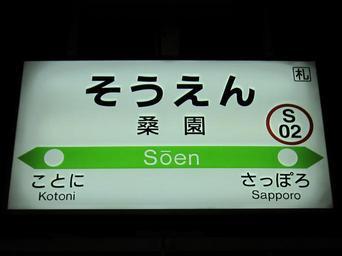 札
そうえん
桑園
S
02
Sōen
ことに さっぽろ
Kotoni Sapporo